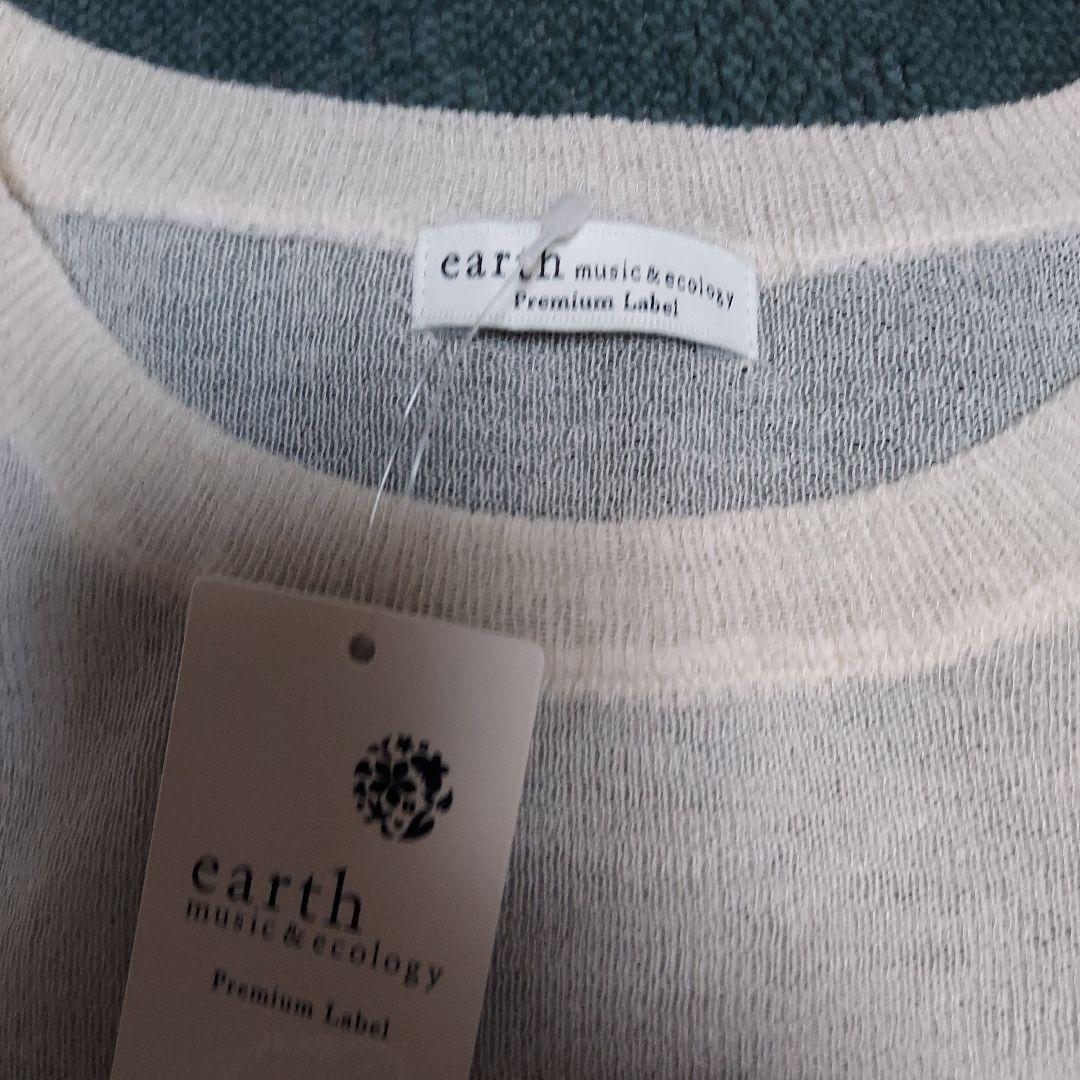 earth music & ecology
Premium Label
earth
music & ecology
Premium Label